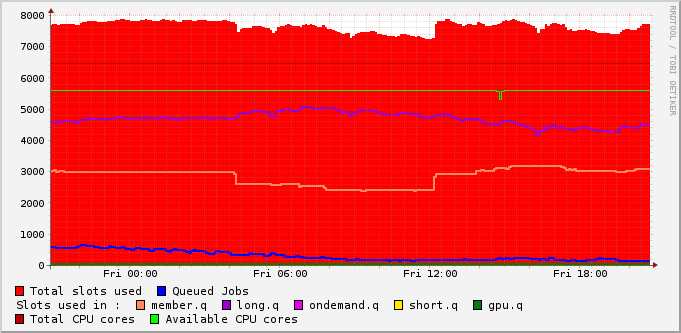 8000
7000
6000
5000
4000
3000
2000
1000
0
Fri 00:00 Fri 06:00 Fri 12:00 Fri 18:00
Total slots used Queued Jobs
Slots used in : member.q long.q ondemand.q short.q gpu.q
Total CPU cores Available CPU cores
RRDTOOL / TOBI OETIKER